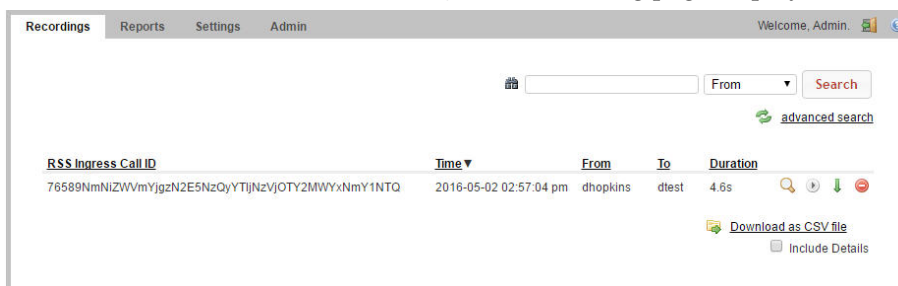 Recordings Reports Settings Admin Welcome, Admin.
From Search
advanced search
RSS Ingress Call ID Time From To Duration
76589NmNiZWVmYjgzN2E5NzQyYTljNzVjOTY2MWYxNmY1NTQ 2016-05-02 02:57:04 pm dhopkins dtest 4.6s
Download as CSV file
Include Details